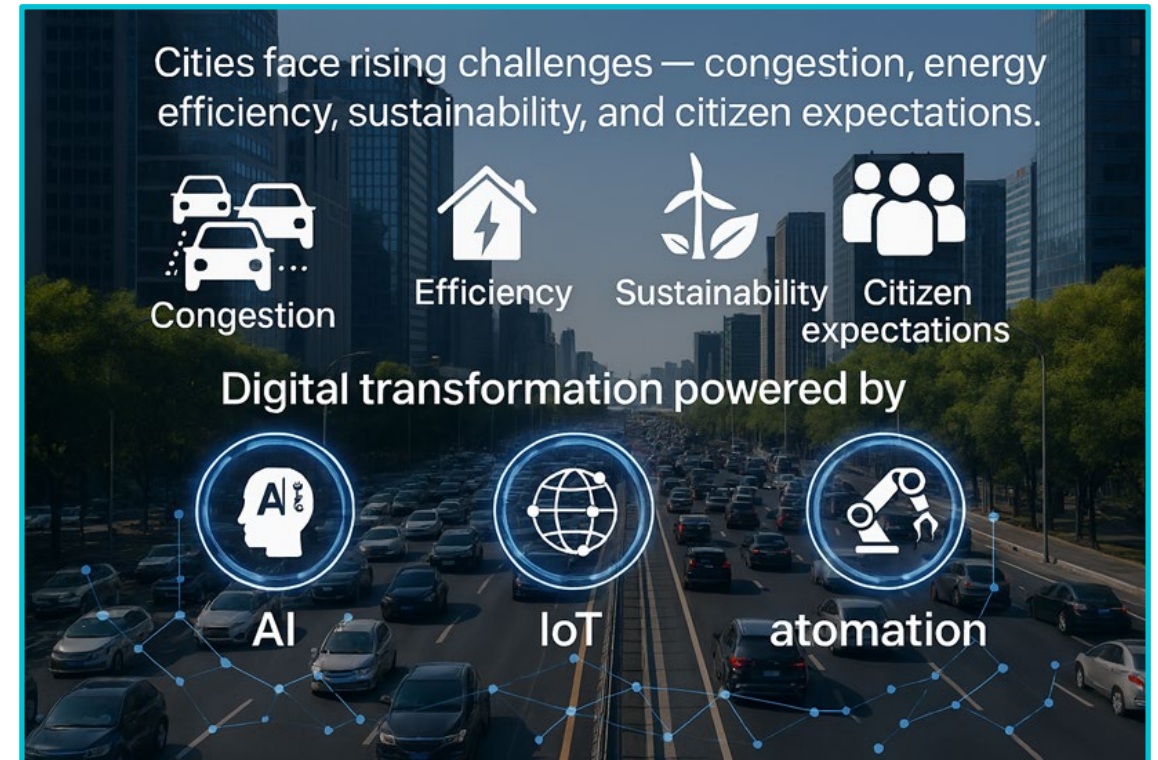 Cities face rising challenges — congestion, energy
efficiency, sustainability, and citizen expectations.
Congestion
Efficiency
Sustainability
Citizen
expectations
Digital transformation powered by
AI
AI
IoT
atomation